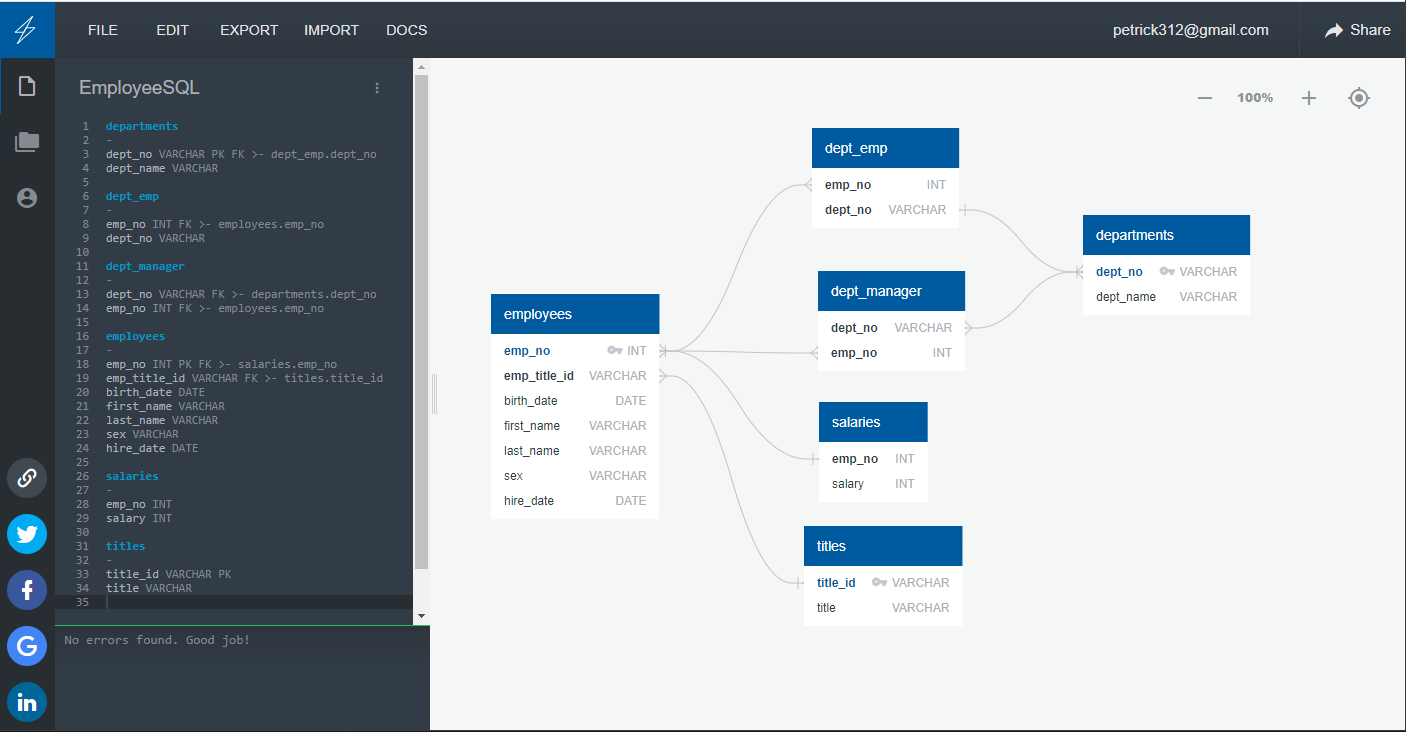 FILE EDIT EXPORT IMPORT DOCS petrick312@gmail.com Share
EmployeeSQL
1 departments
2 -
3 dept_no VARCHAR PK FK >- dept_emp.dept_no
4 dept_name VARCHAR
5
6 dept_emp
7 -
8 emp_no INT FK >- employees.emp_no
9 dept_no VARCHAR
10
11 dept_manager
12 -
13 dept_no VARCHAR FK >- departments.dept_no
14 emp_no INT FK >- employees.emp_no
15
16 employees
17 -
18 emp_no INT PK FK >- salaries.emp_no
19 emp_title_id VARCHAR FK >- titles.title_id
20 birth_date DATE
21 first_name VARCHAR
22 last_name VARCHAR
23 sex VARCHAR
24 hire_date DATE
25
26 salaries
27 -
28 emp_no INT
29 salary INT
30
31 titles
32 -
33 title_id VARCHAR PK
34 title VARCHAR
35
No errors found. Good job!
100%
dept_emp
emp_no INT
dept_no VARCHAR
departments
dept_no VARCHAR
dept_name VARCHAR
dept_manager
dept_no VARCHAR
emp_no INT
employees
emp_no INT
emp_title_id VARCHAR
birth_date DATE
first_name VARCHAR
last_name VARCHAR
sex VARCHAR
hire_date DATE
salaries
emp_no INT
salary INT
titles
title_id VARCHAR
title VARCHAR
f
G
in